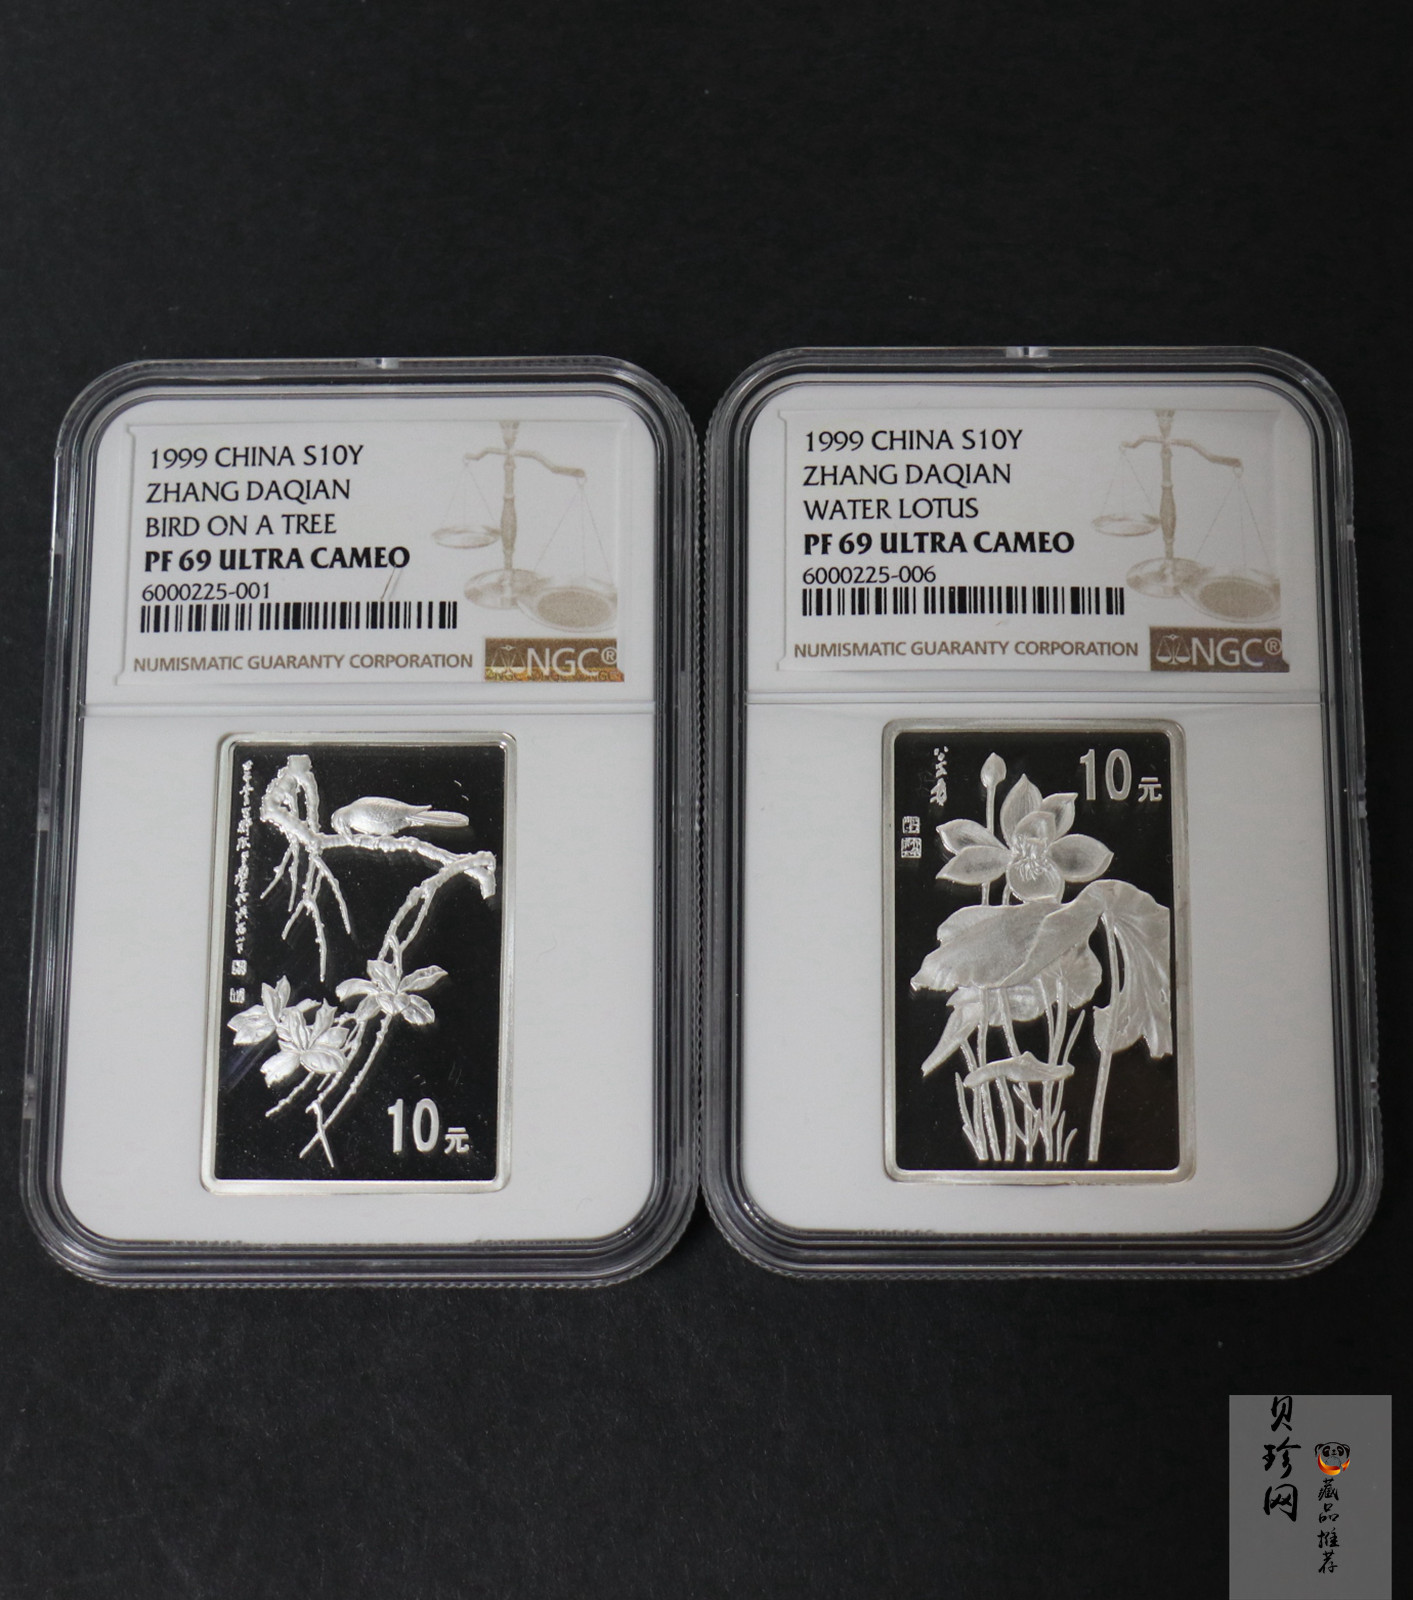 1999 CHINA S10Y
ZHANG DAQIAN
BIRD ON A TREE
PF 69 ULTRA CAMEO
6000225-001
NUMISMATIC GUARANTY CORPORATION
NGC®
10元
1999 CHINA S10Y
ZHANG DAQIAN
WATER LOTUS
PF 69 ULTRA CAMEO
6000225-006
NUMISMATIC GUARANTY CORPORATION
NGC®
10元
贝珍网
藏品推荐